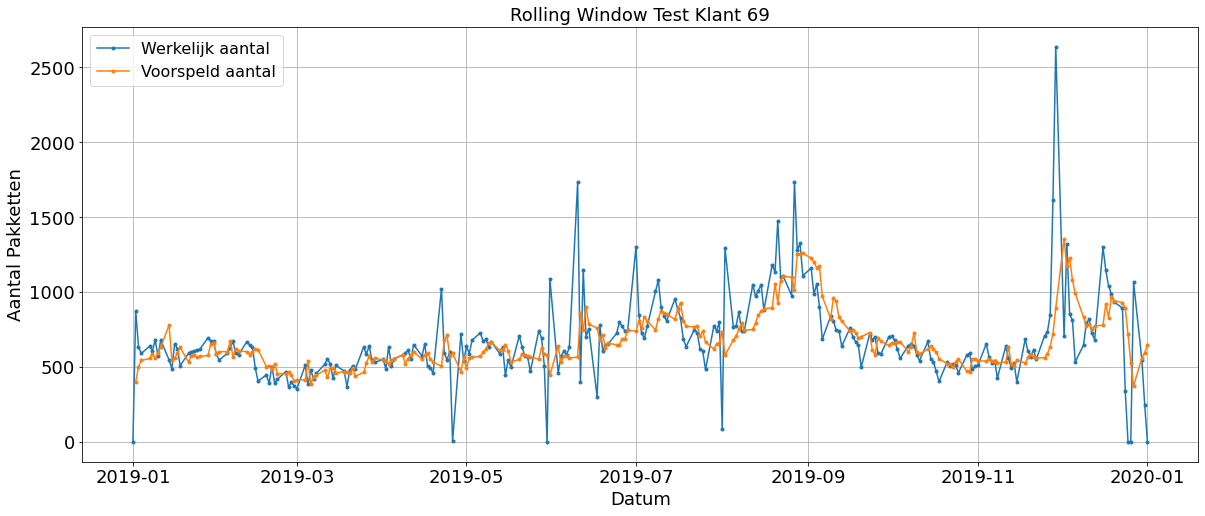 Rolling Window Test Klant 69
Werkelijk aantal
Voorspeld aantal
Aantal Pakketten
2500
2000
1500
1000
500
0
2019-01 2019-03 2019-05 2019-07 2019-09 2019-11 2020-01
Datum